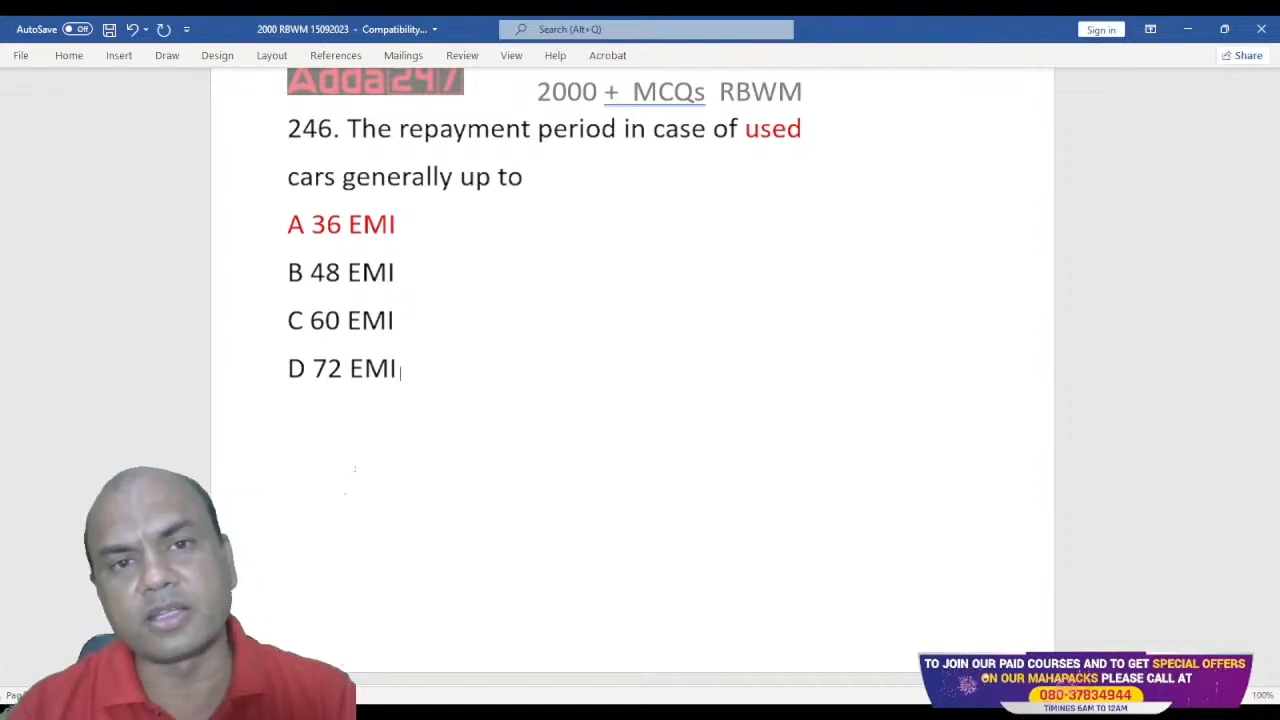 AutoSave Off 2000 RBWM 15092023 - Compatibility... Search (Alt+Q) Sign in
File Home Insert Draw Design Layout References Mailings Review View Help Acrobat Share
Adda247
2000 + MCQs RBWM
246. The repayment period in case of used
cars generally up to
A 36 EMI
B 48 EMI
C 60 EMI
D 72 EMI
TO JOIN OUR PAID COURSES AND TO GET SPECIAL OFFERS
ON OUR MAHAPACKS PLEASE CALL AT
080-37834944
TIMINGS 6AM TO 12AM
Pag
100%